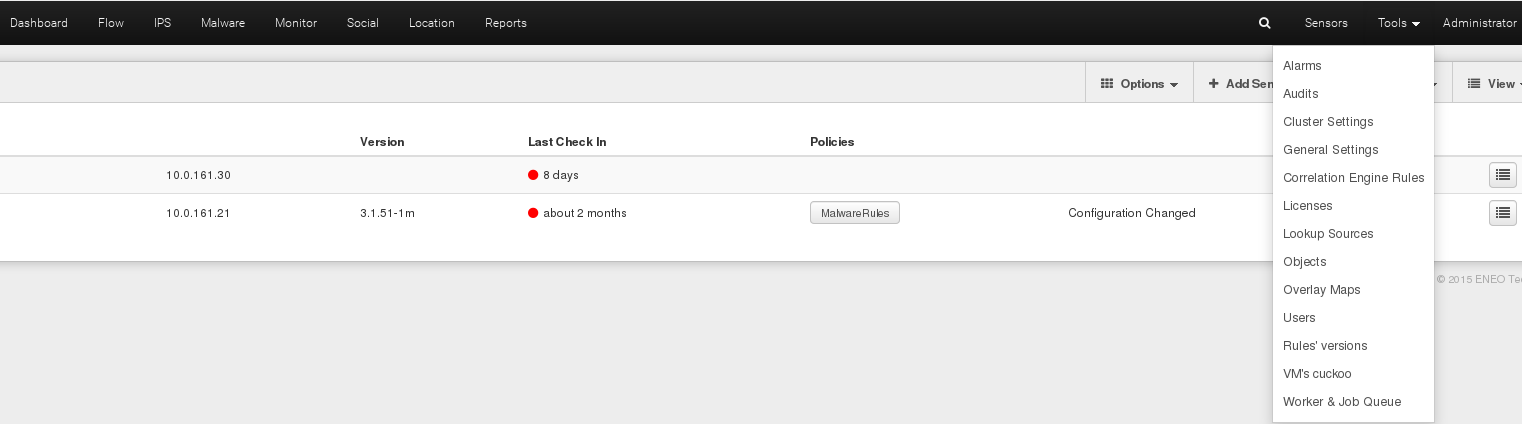 Dashboard Flow IPS Malware Monitor Social Location Reports Sensors Tools Administrator
Options Add Sen View
Version Last Check In Policies
10.0.161.30 8 days
10.0.161.21 3.1.51-1m about 2 months MalwareRules Configuration Changed
Alarms
Audits
Cluster Settings
General Settings
Correlation Engine Rules
Licenses
Lookup Sources
Objects
Overlay Maps
Users
Rules' versions
VM's cuckoo
Worker & Job Queue
© 2015 ENEO Tec